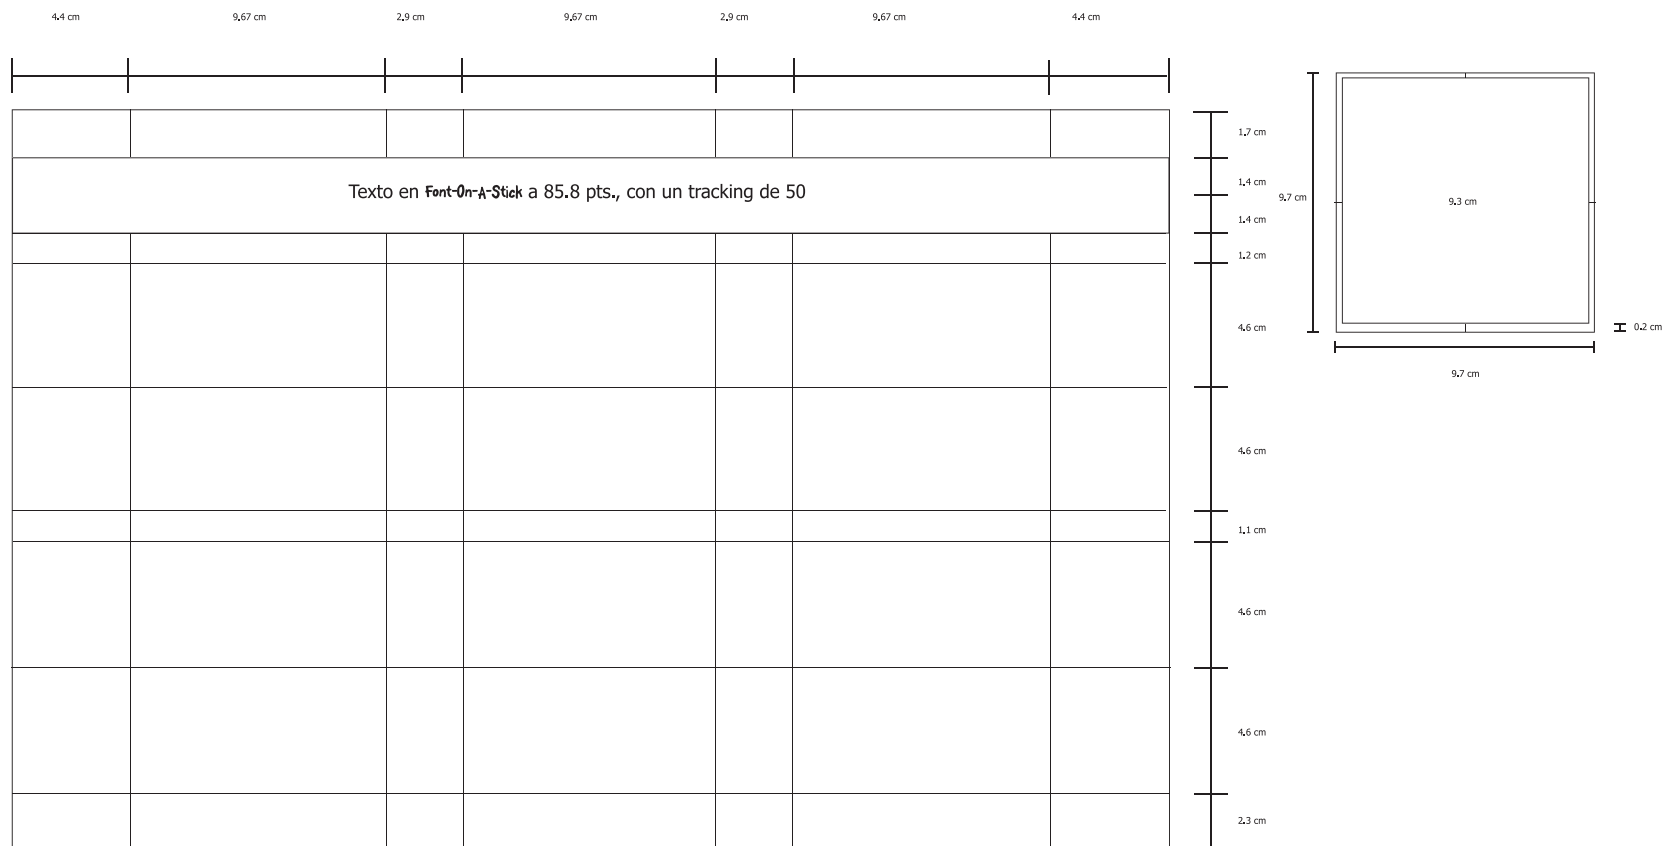 4.4 cm 9.67 cm 2.9 cm 9.67 cm 2.9 cm 9.67 cm 4.4 cm
Texto en Font-On-A-Stick a 85.8 pts., con un tracking de 50
1.7 cm
1.4 cm
1.4 cm
1.2 cm
4.6 cm
4.6 cm
1.1 cm
4.6 cm
4.6 cm
2.3 cm
9.7 cm
9.3 cm
0.2 cm
9.7 cm